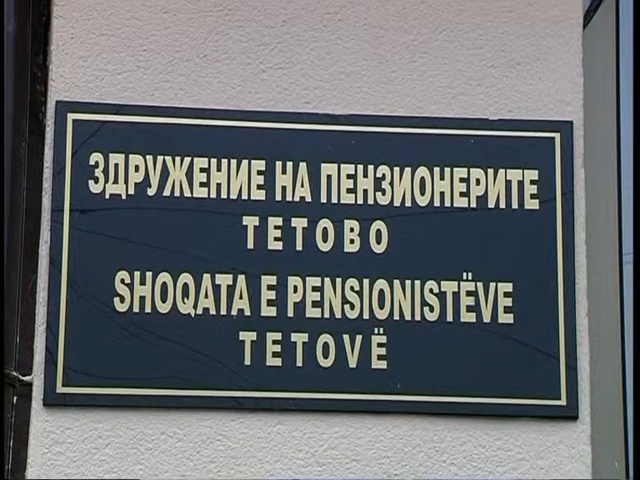 ЗДРУЖЕНИЕ НА ПЕНЗИОНЕРИТЕ
ТЕТОВО
SHOQATA E PENSIONISTËVE
TETOVË